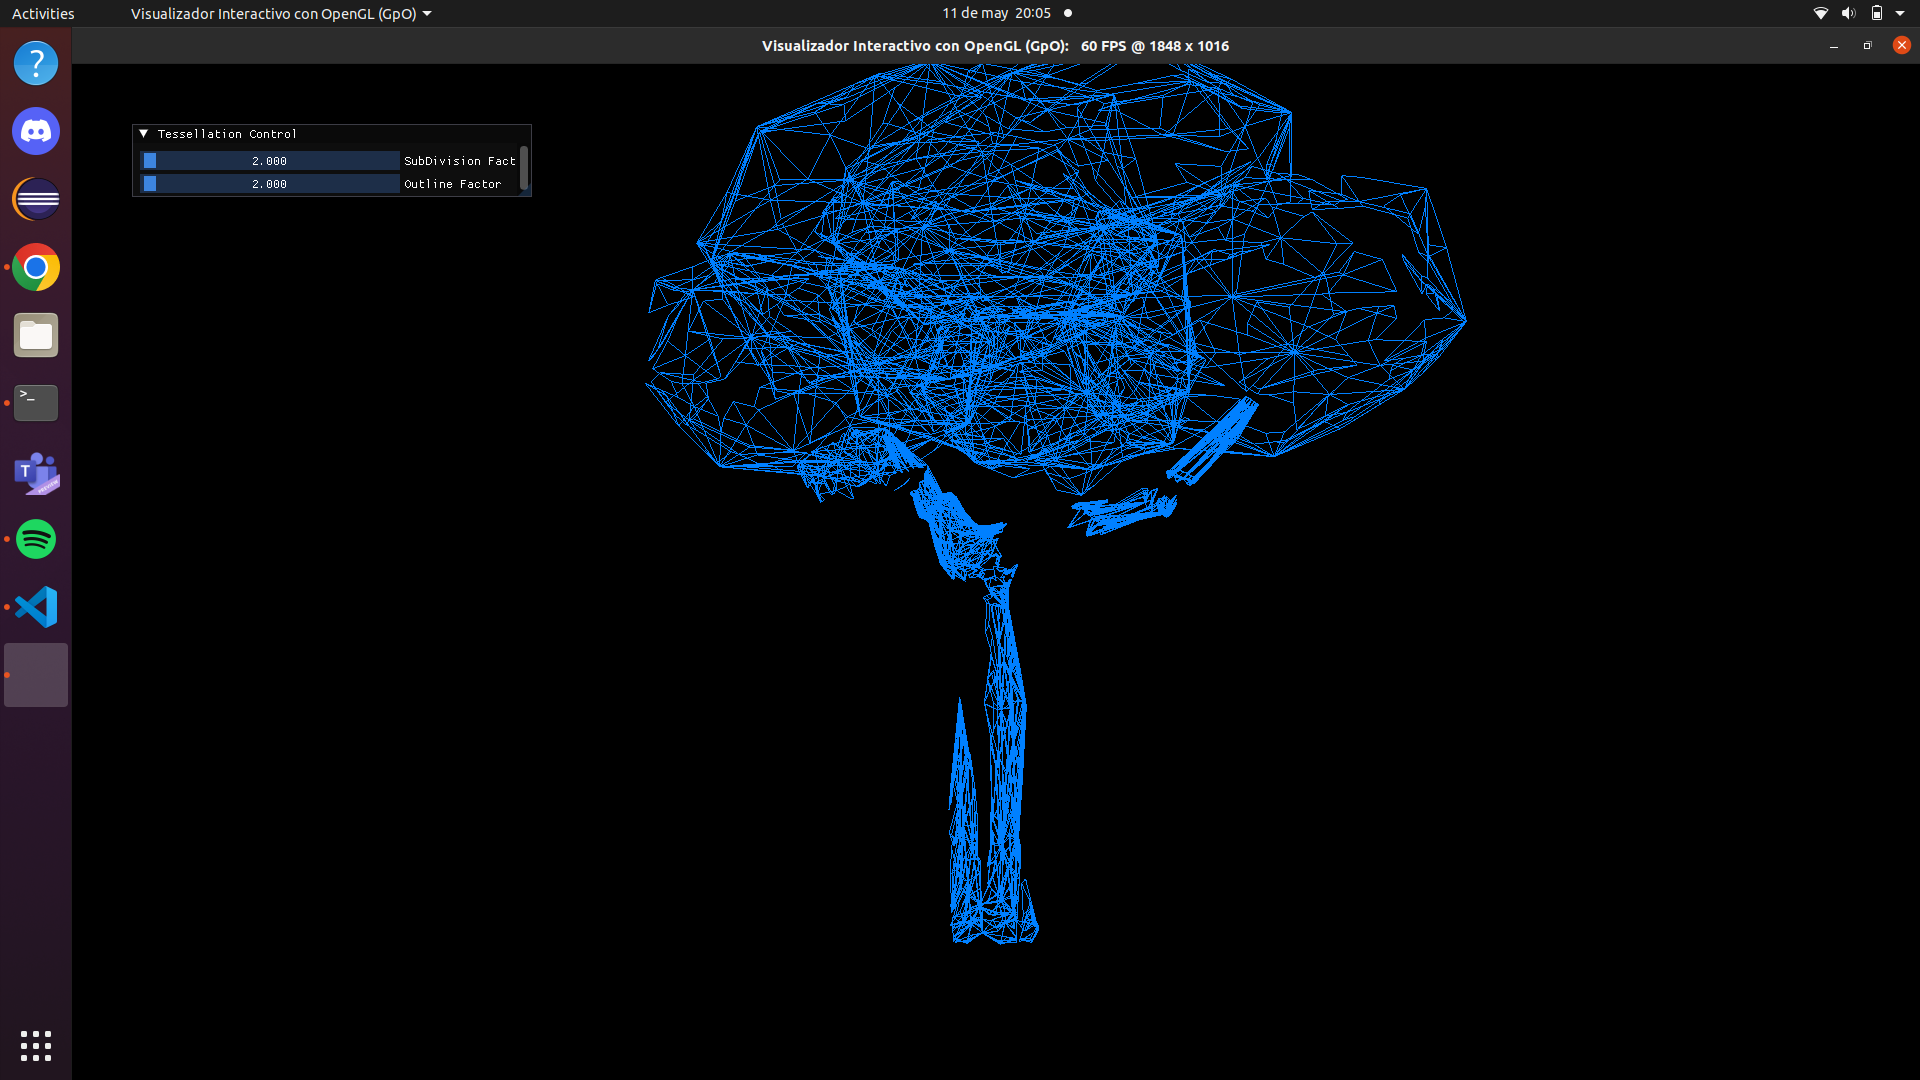 Activities
Visualizador Interactivo con OpenGL (GpO)
11 de may 20:05
Visualizador Interactivo con OpenGL (GpO): 60 FPS @ 1848 x 1016
Tessellation Control
2.000 SubDivision Fact
2.000 Outline Factor
?
>_
T